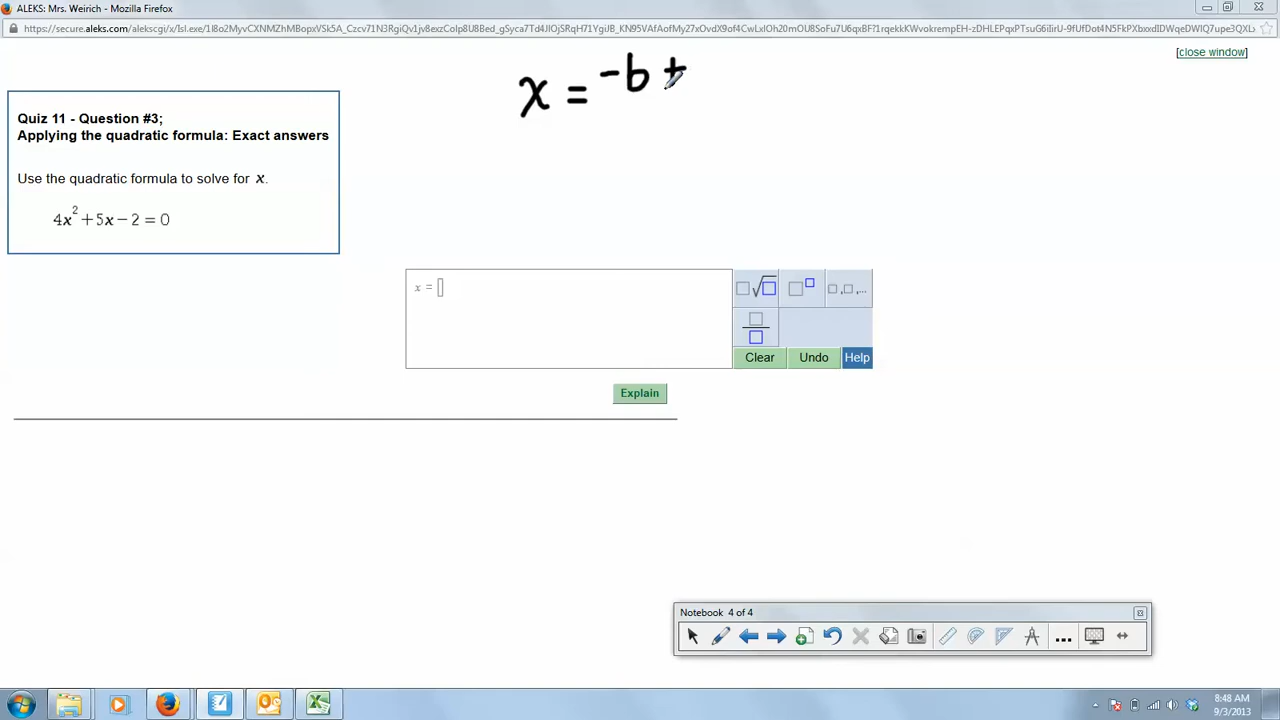 ALEKS: Mrs. Weirich - Mozilla Firefox
[close window]
x = -b ±
Quiz 11 - Question #3;
Applying the quadratic formula: Exact answers
Use the quadratic formula to solve for x.
4x² + 5x − 2 = 0
x =
Clear Undo Help
Explain
Notebook 4 of 4
8:48 AM
9/3/2013